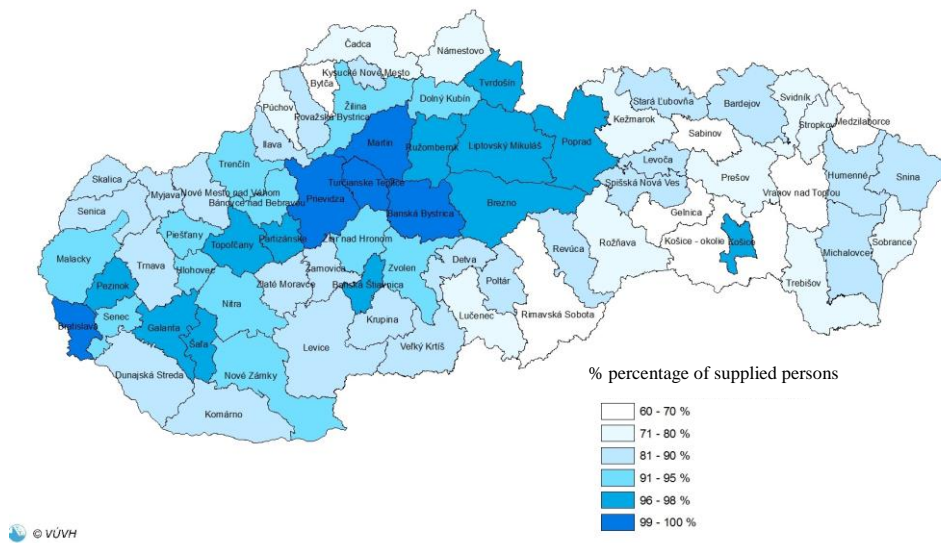 Čadca
Námestovo
Kysucké Nové Mesto
Bytča
Tvrdošín
Púchov
Žilina
Dolný Kubín
Považská Bystrica
Stará Ľubovňa
Bardejov
Svidník
Kežmarok
Stropkov
Medzilaborce
Sabinov
Ilava
Martin
Ružomberok
Liptovský Mikuláš
Poprad
Levoča
Trenčín
Prešov
Humenné
Snina
Skalica
Turčianske Teplice
Spišská Nová Ves
Myjava
Nové Mesto nad Váhom
Prievidza
Vranov nad Topľou
Bánovce nad Bebravou
Banská Bystrica
Brezno
Gelnica
Senica
Piešťany
Topoľčany
Partizánske
Žiar nad Hronom
Revúca
Rožňava
Košice - okolie
Košice
Sobrance
Michalovce
Malacky
Trnava
Hlohovec
Žarnovica
Zvolen
Detva
Poltár
Trebišov
Pezinok
Zlaté Moravce
Banská Štiavnica
Nitra
Senec
Krupina
Lučenec
Rimavská Sobota
Bratislava
Galanta
Šaľa
Levice
Veľký Krtíš
Dunajská Streda
Nové Zámky
Komárno
% percentage of supplied persons
60 - 70 %
71 - 80 %
81 - 90 %
91 - 95 %
96 - 98 %
99 - 100 %
© VÚVH